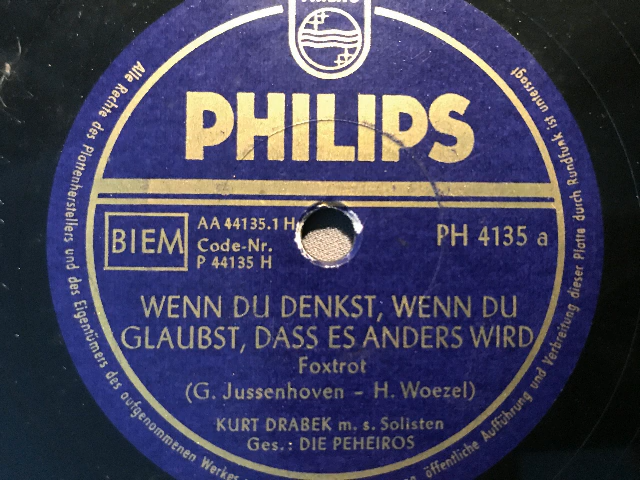 PHILIPS
PHILIPS
BIEM
AA 44135.1 H
Code-Nr.
P 44135 H
PH 4135 a
WENN DU DENKST, WENN DU
GLAUBST, DASS ES ANDERS WIRD
Foxtrot
(G. Jussenhoven - H. Woezel)
KURT DRABEK m. s. Solisten
Ges.: DIE PEHEIROS
Alle Rechte des Plattenherstellers und des Eigentümers des aufgenommenen Werkes
öffentliche Aufführung und Verbreitung dieser Platte durch Rundfunk ist untersagt